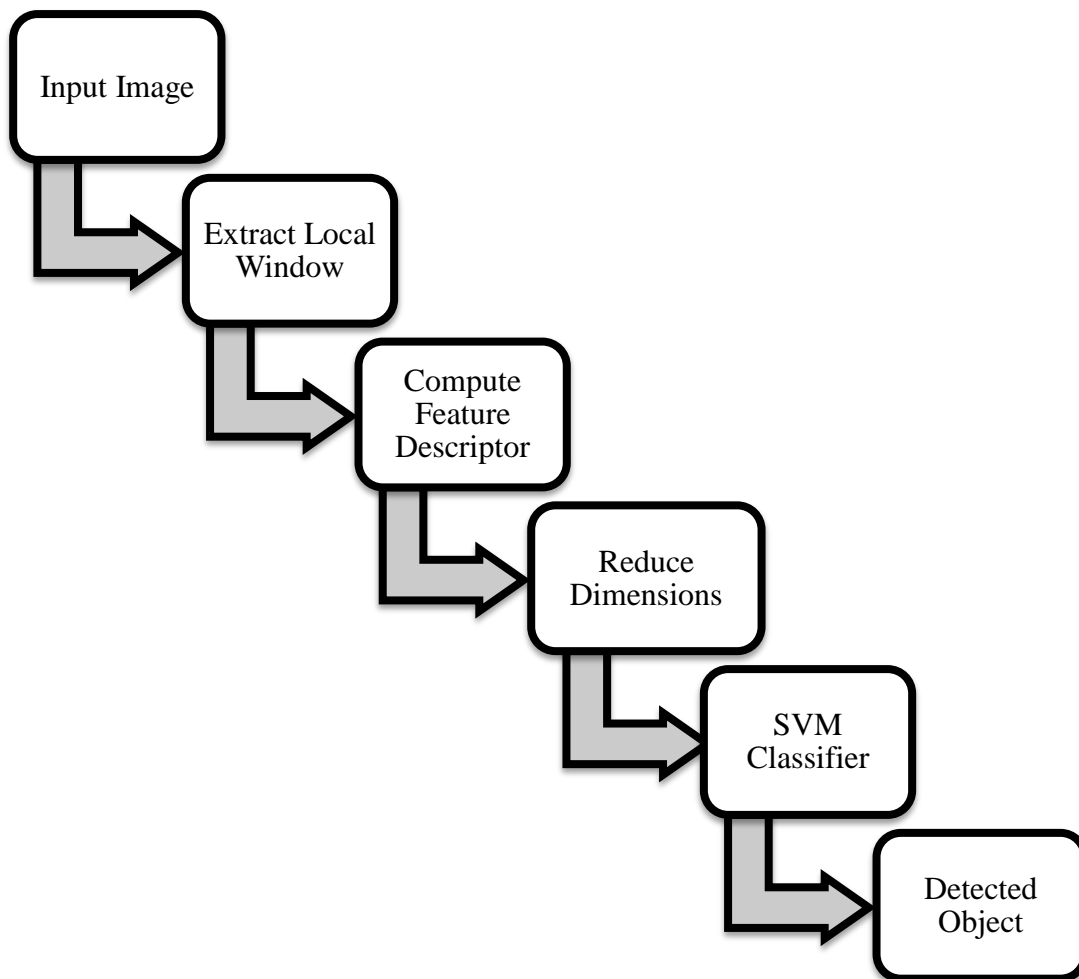 Input Image
Extract Local
Window
Compute
Feature
Descriptor
Reduce
Dimensions
SVM
Classifier
Detected
Object